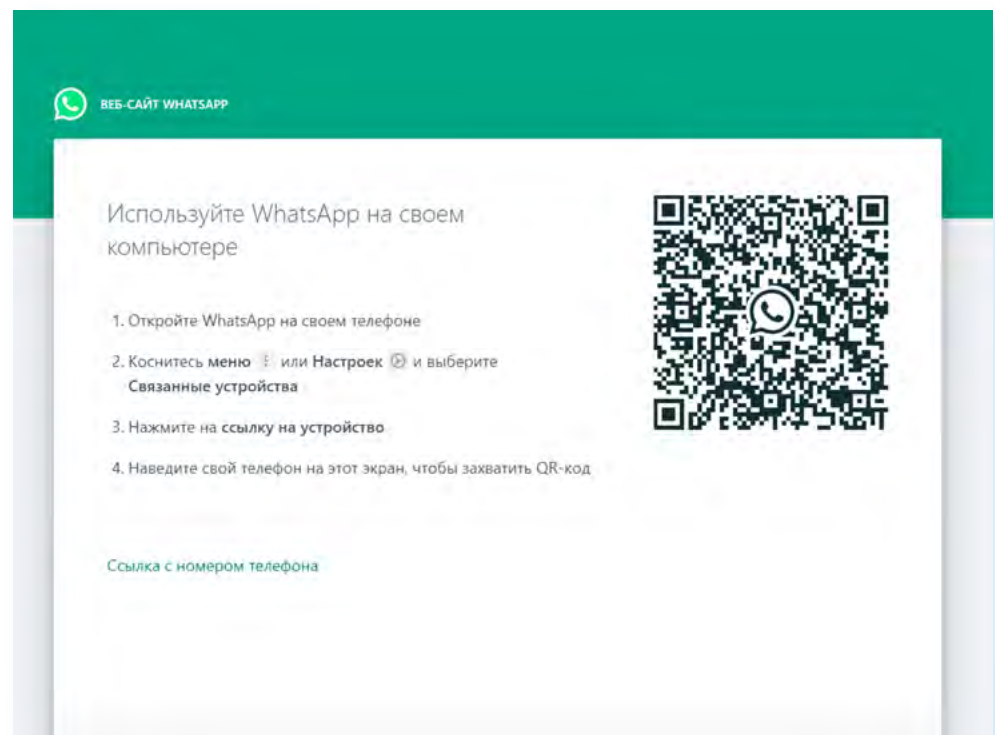 ВЕБ-САЙТ WHATSAPP
Используйте WhatsApp на своем
компьютере
1. Откройте WhatsApp на своем телефоне
2. Коснитесь меню или Настроек и выберите
Связанные устройства
3. Нажмите на ссылку на устройство
4. Наведите свой телефон на этот экран, чтобы захватить QR-код
Ссылка с номером телефона